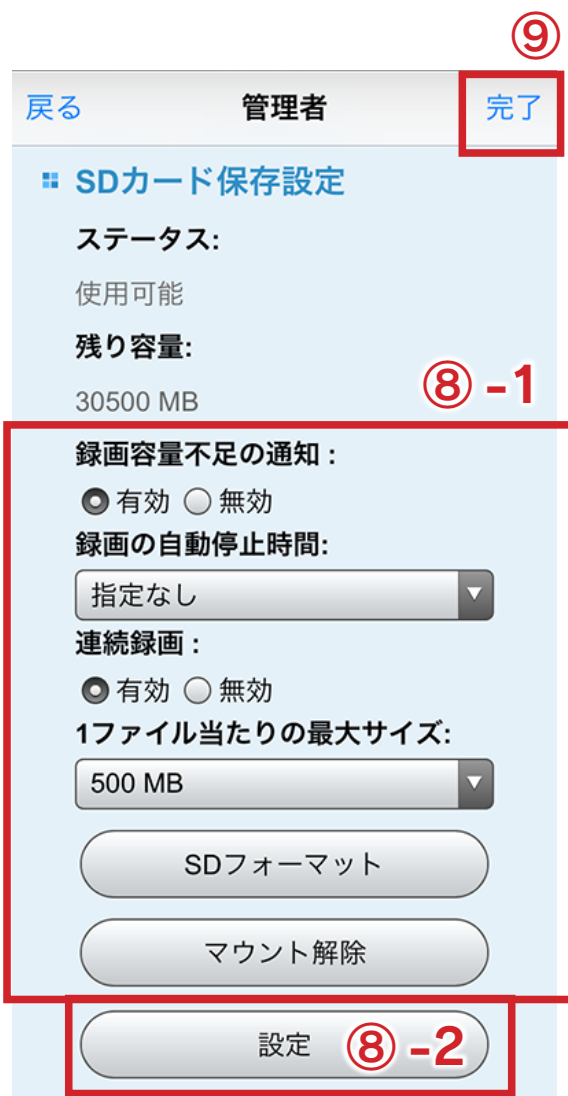 ⑨
戻る 管理者 完了
SDカード保存設定
ステータス:
使用可能
残り容量:
30500 MB
⑧ -1
録画容量不足の通知 :
有効 無効
録画の自動停止時間:
指定なし
連続録画 :
有効 無効
1ファイル当たりの最大サイズ:
500 MB
SDフォーマット
マウント解除
設定 ⑧ -2